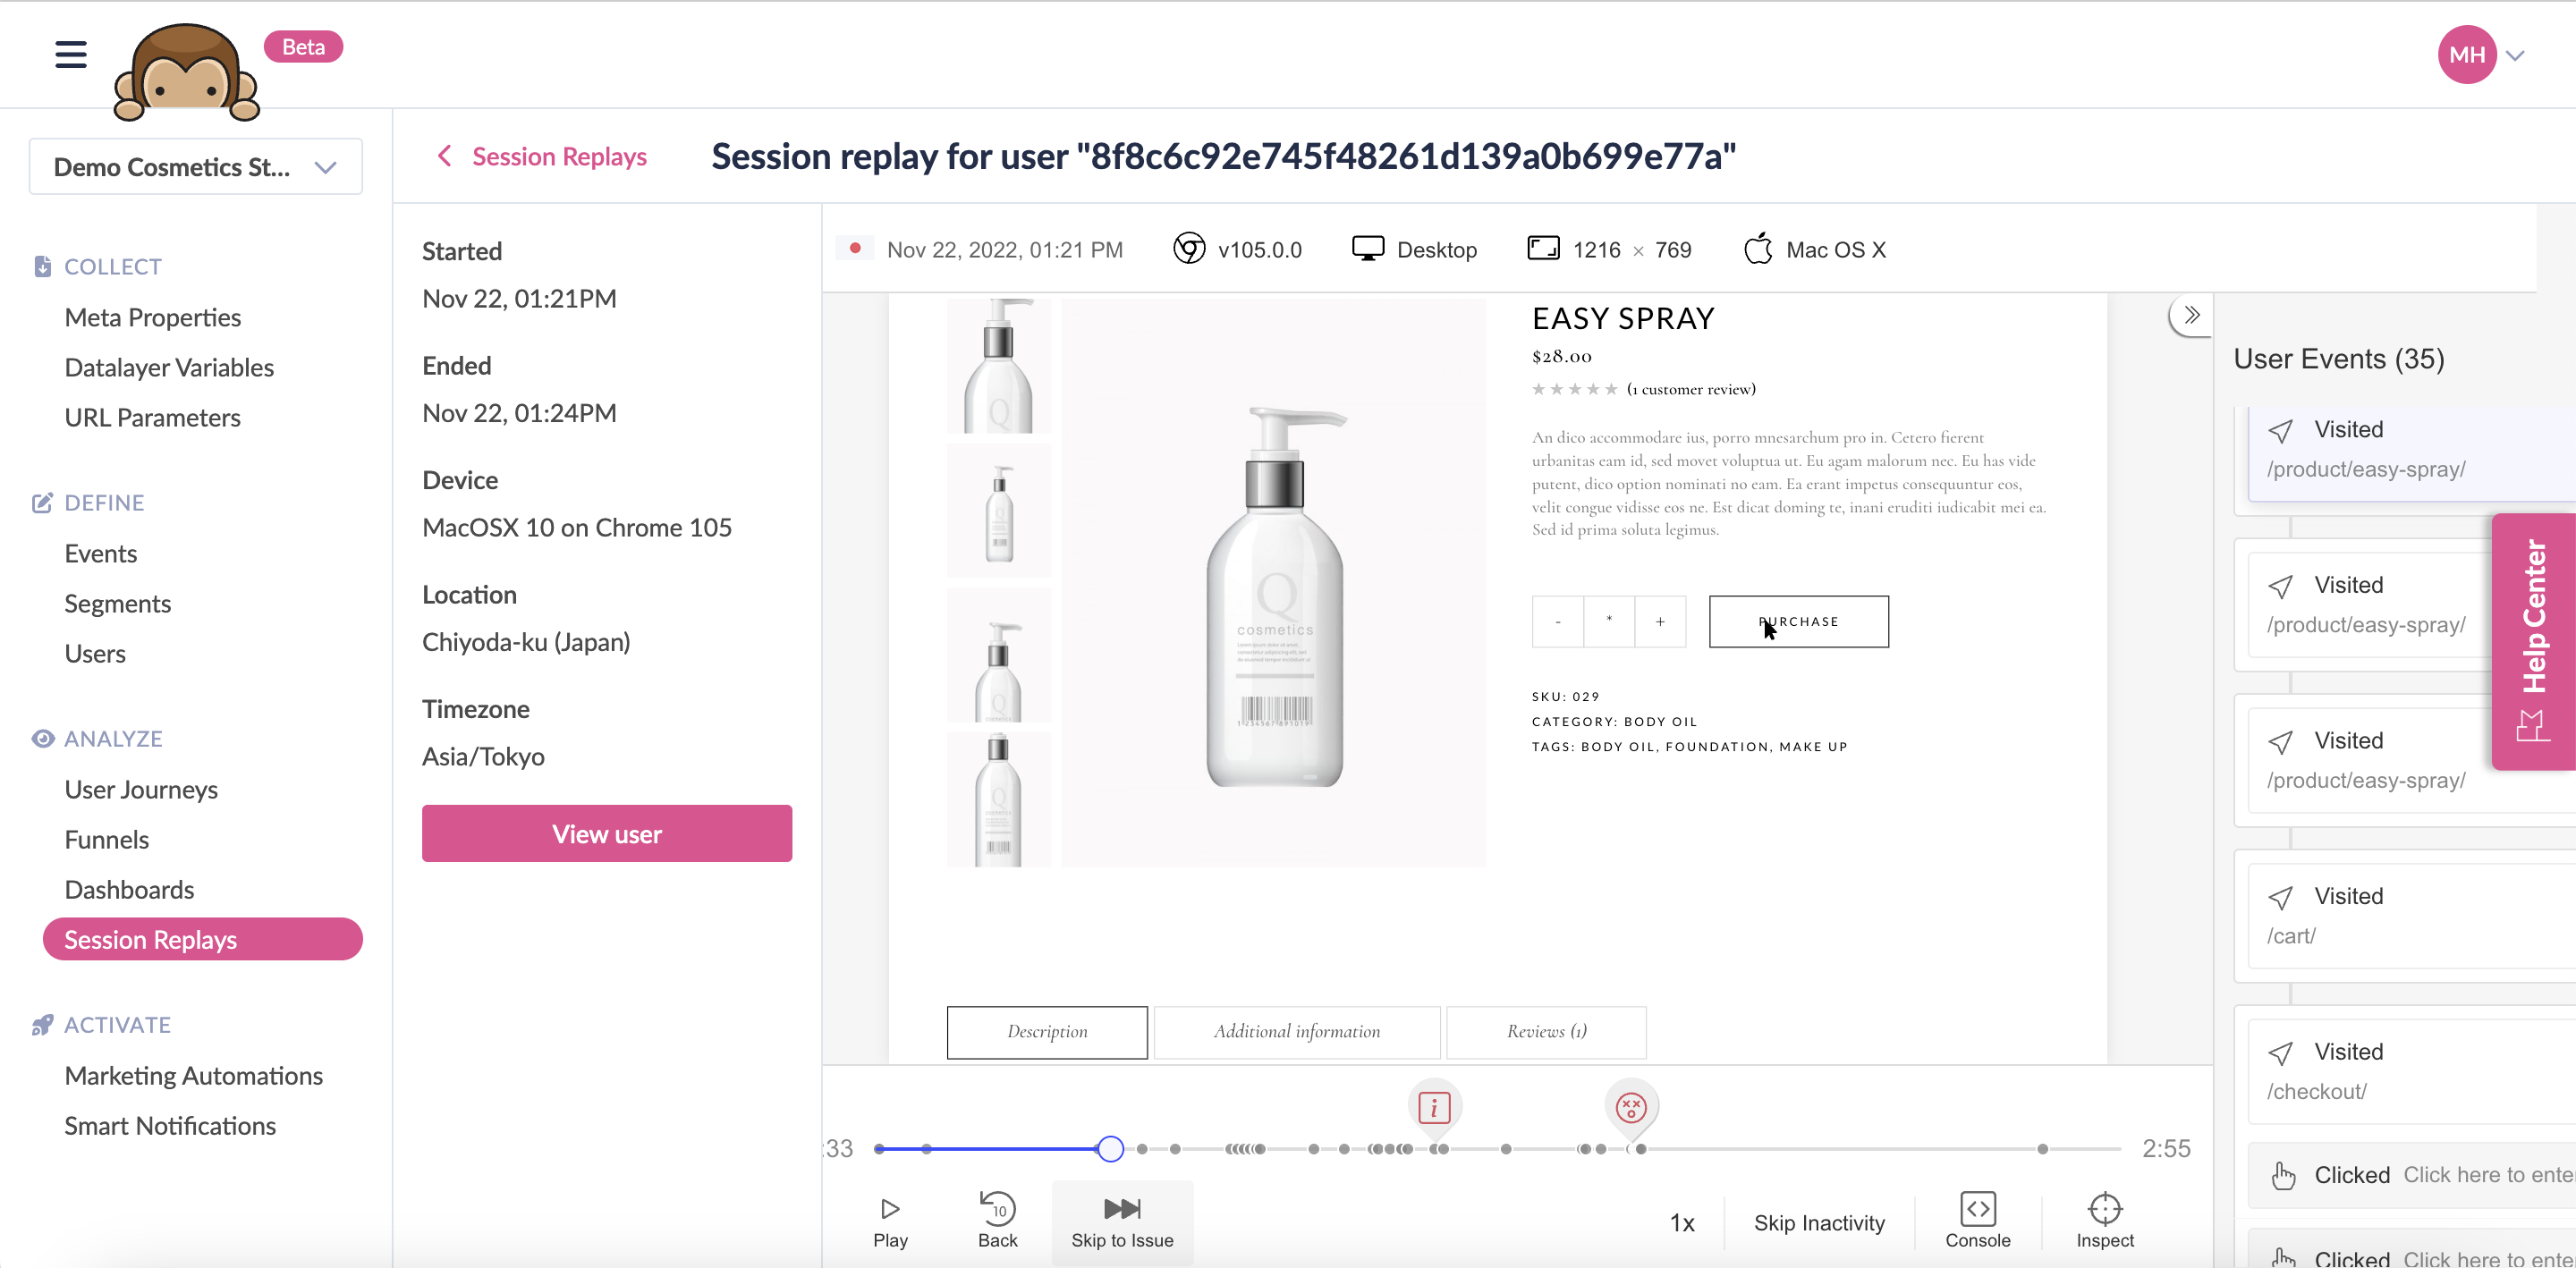 Beta
MH
Demo Cosmetics St...
Session Replays
Session replay for user "8f8c6c92e745f48261d139a0b699e77a"
COLLECT
Meta Properties
Datalayer Variables
URL Parameters
DEFINE
Events
Segments
Users
ANALYZE
User Journeys
Funnels
Dashboards
Session Replays
ACTIVATE
Marketing Automations
Smart Notifications
Started
Nov 22, 01:21PM
Ended
Nov 22, 01:24PM
Device
MacOSX 10 on Chrome 105
Location
Chiyoda-ku (Japan)
Timezone
Asia/Tokyo
View user
Nov 22, 2022, 01:21 PM
v105.0.0
Desktop
1216 × 769
Mac OS X
Q
cosmetics
EASY SPRAY
$28.00
(1 customer review)
An dico accommodare ius, porro mnesarchum pro in. Cetero fierent
urbanitas eam id, sed movet voluptua ut. Eu agam malorum nec. Eu has vide
putent, dico option nominati no eam. Ea erant impetus consequuntur eos,
velit congue vidisse eos ne. Est dicat doming te, inani eruditi iudicabit mei ea.
Sed id prima soluta legimus.
- * +
PURCHASE
SKU: 029
CATEGORY: BODY OIL
TAGS: BODY OIL, FOUNDATION, MAKE UP
Description
Additional information
Reviews (1)
:33
2:55
Play
10
Back
Skip to Issue
1x
Skip Inactivity
Console
Inspect
User Events (35)
Visited
/product/easy-spray/
Visited
/product/easy-spray/
Visited
/product/easy-spray/
Visited
/cart/
Visited
/checkout/
Clicked Click here to ente
Clicked Click here to ente
Help Center